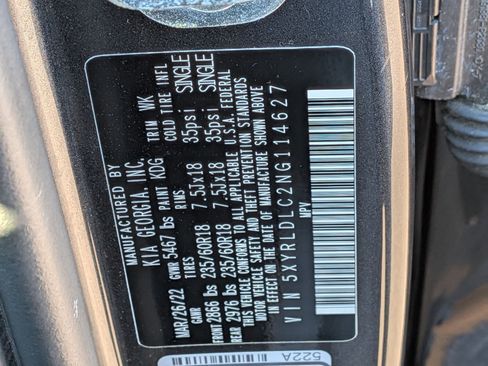 MANUFACTURED BY
KIA GEORGIA, INC.
MAR/26/22 GVWR 5467 lbs PAINT KDG TRIM WK
GAWR TIRES RIMS COLD TIRE INFL
FRONT 2866 lbs 235/60R18 7.5JX18 35psi SINGLE
REAR 2976 lbs 235/60R18 7.5JX18 35psi SINGLE
THIS VEHICLE CONFORMS TO ALL APPLICABLE U.S.A. FEDERAL
MOTOR VEHICLE SAFETY AND BUMPER STANDARDS IN
EFFECT ON THE DATE OF MANUFACTURE SHOWN ABOVE.
VIN 5XYRLDLC2NG114627
MPV
522A